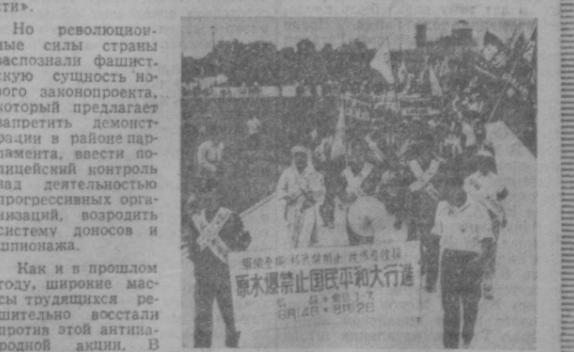 сти».
Но революцион-
ные силы страны
распознали фашист-
скую сущность но-
вого законопроекта,
который предлагает
запретить демонст-
рации в районе пар-
ламента, ввести по-
лицейский контроль
над деятельностью
прогрессивных орга-
низаций, возродить
систему доносов и
шпионажа.
Как и в прошлом
году, широкие мас-
сы трудящихся ре-
шительно восстали
против этой антина-
родной акции. В
原水爆禁止国民平和大行進